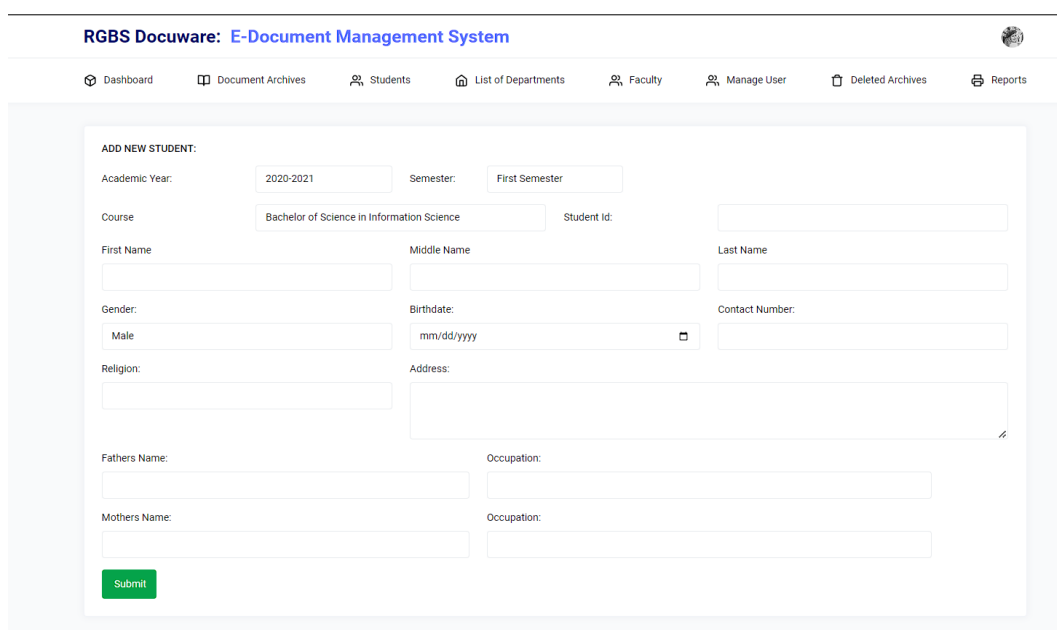 RGBS Docuware: E-Document Management System
Dashboard Document Archives Students List of Departments Faculty Manage User Deleted Archives Reports
ADD NEW STUDENT:
Academic Year: 2020-2021 Semester: First Semester
Course Bachelor of Science in Information Science Student Id:
First Name Middle Name Last Name
Gender: Birthdate: Contact Number:
Male mm/dd/yyyy
Religion: Address:
Fathers Name: Occupation:
Mothers Name: Occupation:
Submit